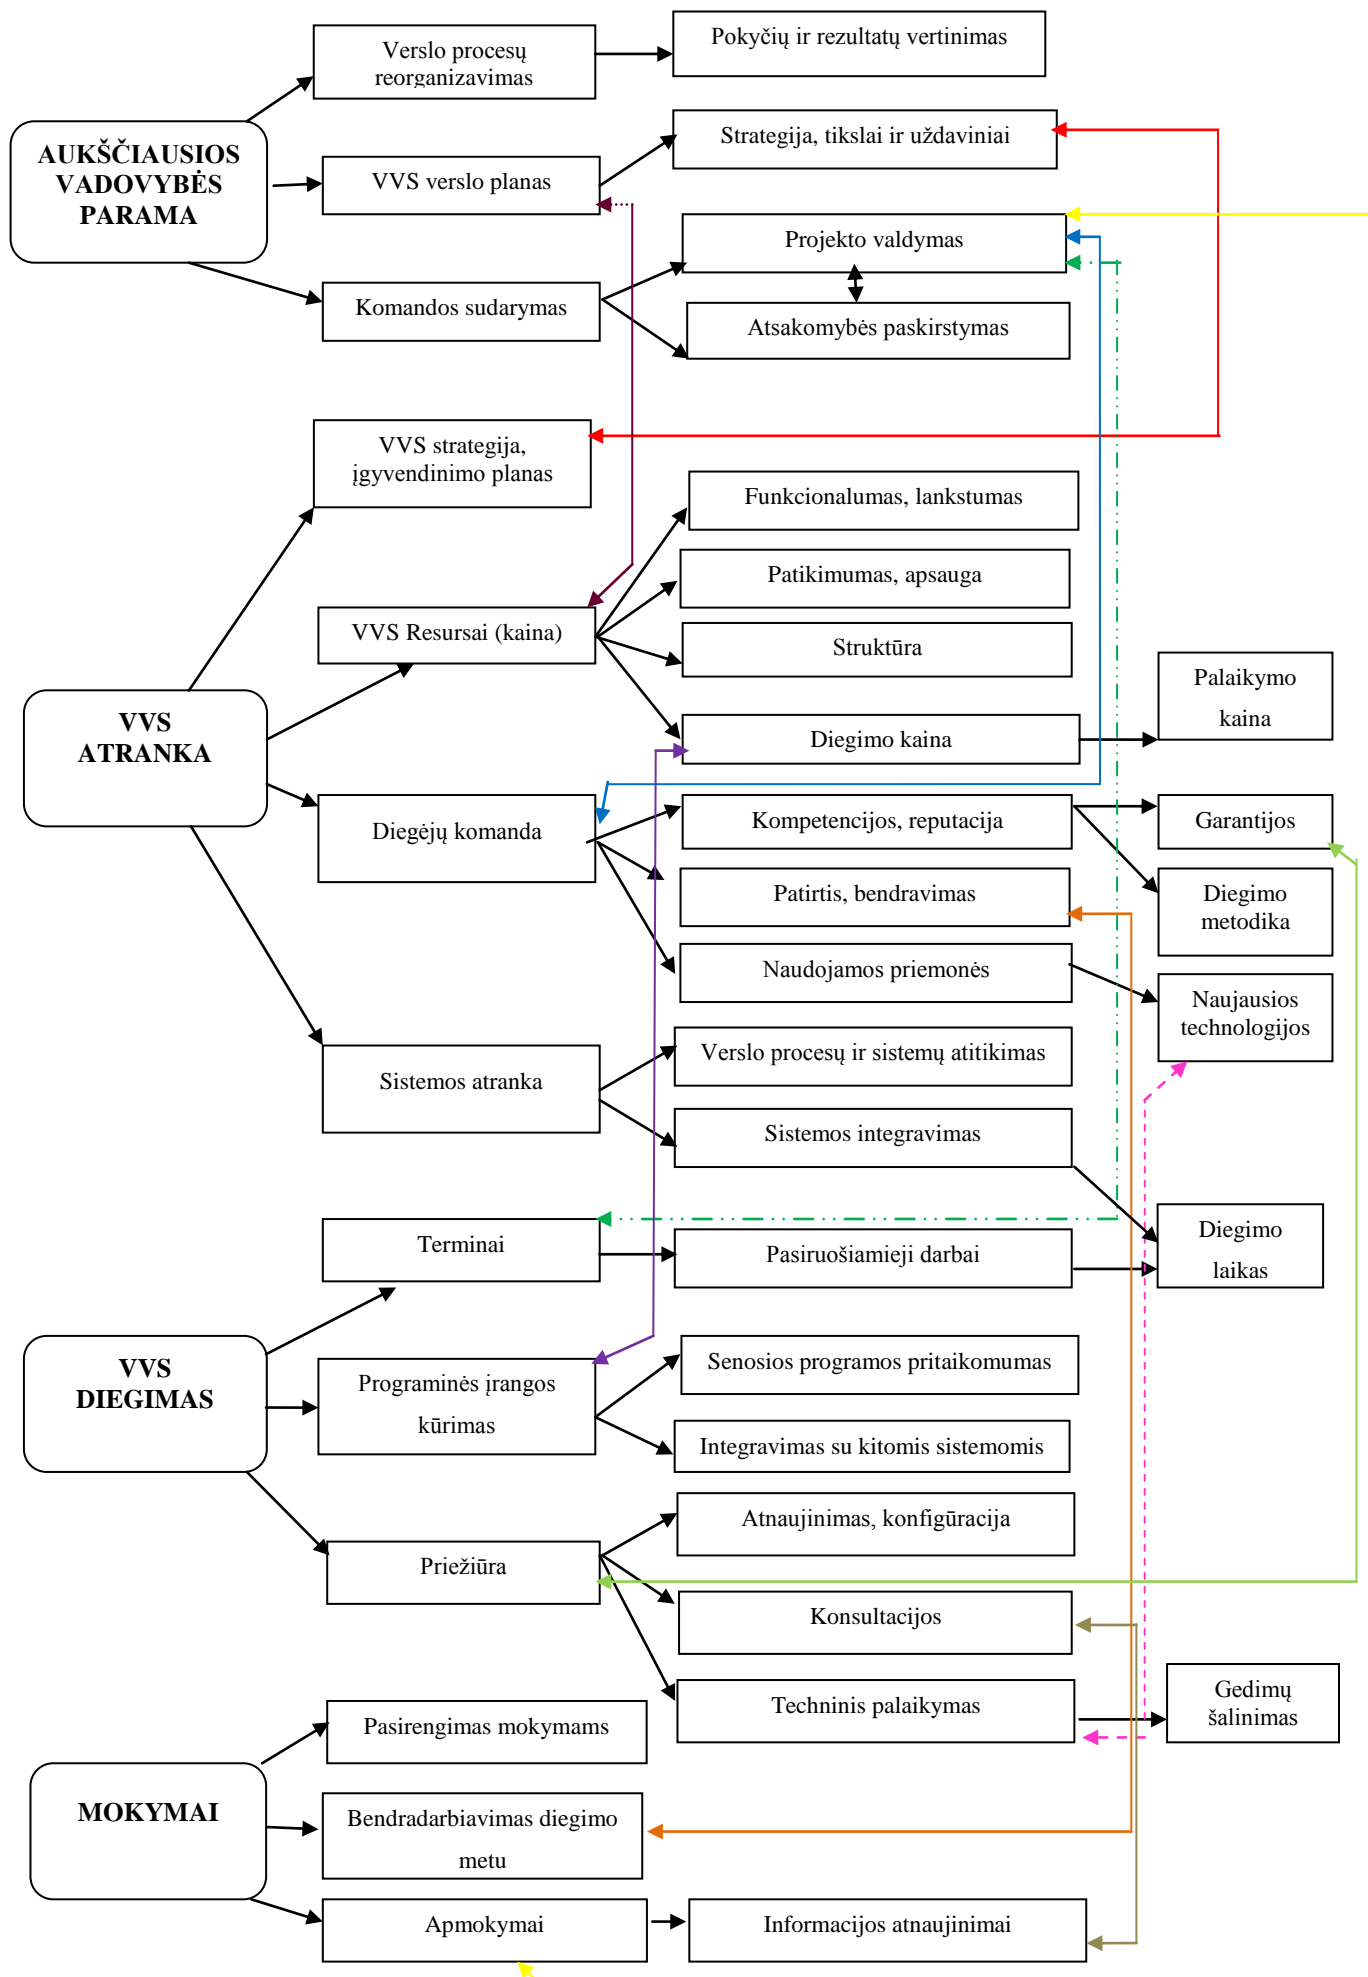 Verslo procesų
reorganizavimas
Pokyčių ir rezultatų vertinimas
AUKŠČIAUSIOS
VADOVYBĖS
PARAMA
VVS verslo planas
Strategija, tikslai ir uždaviniai
Komandos sudarymas
Projekto valdymas
Atsakomybės paskirstymas
VVS strategija,
įgyvendinimo planas
Funkcionalumas, lankstumas
Patikimumas, apsauga
VVS Resursai (kaina)
Struktūra
Diegimo kaina
Palaikymo
kaina
VVS
ATRANKA
Diegėjų komanda
Kompetencijos, reputacija
Garantijos
Patirtis, bendravimas
Diegimo
metodika
Naudojamos priemonės
Naujausios
technologijos
Sistemos atranka
Verslo procesų ir sistemų atitikimas
Sistemos integravimas
Terminai
Pasiruošiamieji darbai
Diegimo
laikas
VVS
DIEGIMAS
Programinės įrangos
kūrimas
Senosios programos pritaikomumas
Integravimas su kitomis sistemomis
Priežiūra
Atnaujinimas, konfigūracija
Konsultacijos
Techninis palaikymas
Gedimų
šalinimas
Pasirengimas mokymams
MOKYMAI
Bendradarbiavimas diegimo
metu
Apmokymai
Informacijos atnaujinimai